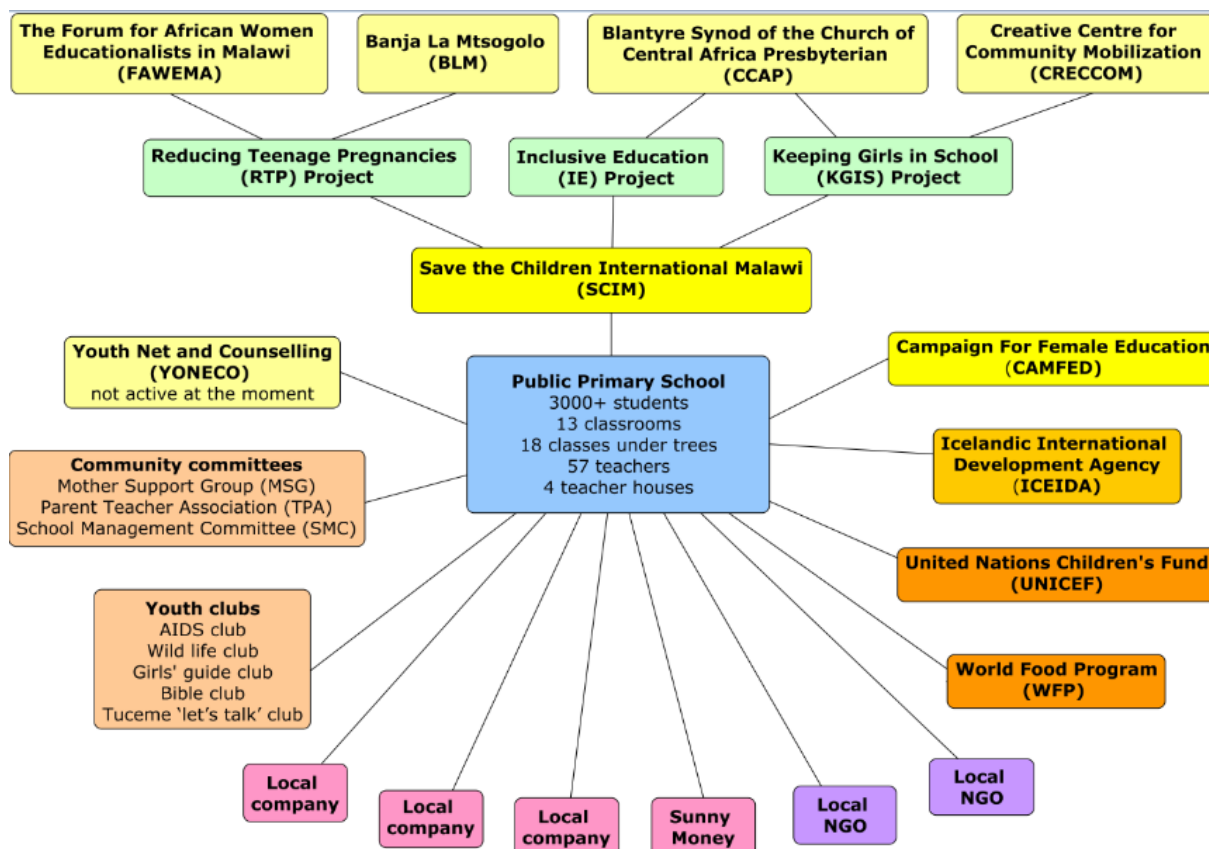 The Forum for African Women
Educationalists in Malawi
(FAWEMA)
Banja La Mtsogolo
(BLM)
Blantyre Synod of the Church of
Central Africa Presbyterian
(CCAP)
Creative Centre for
Community Mobilization
(CRECCOM)
Reducing Teenage Pregnancies
(RTP) Project
Inclusive Education
(IE) Project
Keeping Girls in School
(KGIS) Project
Save the Children International Malawi
(SCIM)
Youth Net and Counselling
(YONECO)
not active at the moment
Public Primary School
3000+ students
13 classrooms
18 classes under trees
57 teachers
4 teacher houses
Campaign For Female Education
(CAMFED)
Community committees
Mother Support Group (MSG)
Parent Teacher Association (TPA)
School Management Committee (SMC)
Icelandic International
Development Agency
(ICEIDA)
United Nations Children's Fund
(UNICEF)
Youth clubs
AIDS club
Wild life club
Girls' guide club
Bible club
Tuceme ‘let’s talk’ club
World Food Program
(WFP)
Local
company
Local
company
Local
company
Sunny
Money
Local
NGO
Local
NGO